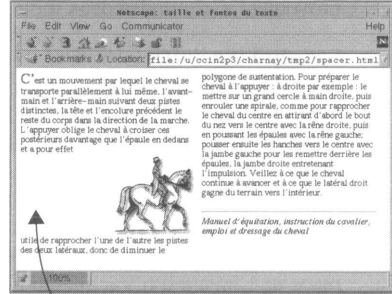 Netscape: taille et fontes du texte
File Edit View Go Communicator Help
Bookmarks & Location: file:/u/ccin2p3/charnay/tmp2/spacer.html
C'est un mouvement par lequel le cheval se
transporte parallèlement à lui même, l'avant-
main et l'arrière-main suivant deux pistes
distinctes, la tête et l'encolure précédent le
reste du corps dans la direction de la marche.
L'appuyer oblige le cheval à croiser ces
postérieurs davantage que l'épaule en dedans
et a pour effet
utile de rapprocher l'une de l'autre les pistes
des deux latéraux, donc de diminuer le
polygone de sustentation. Pour préparer le
cheval à l'appuyer : à droite par exemple : le
mettre sur un grand cercle à main droite, puis
enrouler une spirale, comme pour rapprocher
le cheval du centre en attirant d'abord le bout
du nez vers le centre avec la rêne droite, puis
en poussant les épaules avec la rêne gauche;
pousser ensuite les hanches vers le centre avec
la jambe gauche pour les remettre derrière les
épaules, la jambe droite entretenant
l'impulsion. Veillez à ce que le cheval
continue à avancer et à ce que le latéral droit
gagne du terrain vers l'intérieur.
Manuel d'équitation, instruction du cavalier,
emploi et dressage du cheval
100%